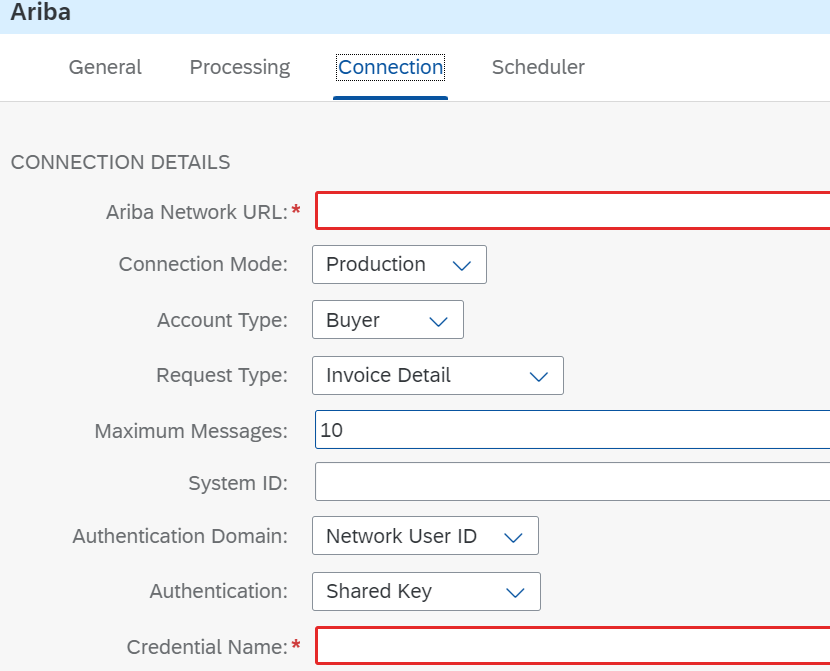 Ariba
General Processing Connection Scheduler
CONNECTION DETAILS
Ariba Network URL:*
Connection Mode: Production
Account Type: Buyer
Request Type: Invoice Detail
Maximum Messages: 10
System ID:
Authentication Domain: Network User ID
Authentication: Shared Key
Credential Name:*